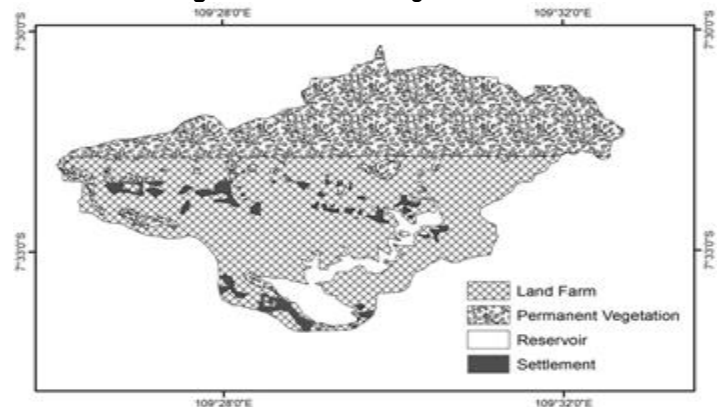 109°28'0"E 109°32'0"E
7°30'0"S 7°30'0"S
7°33'0"S 7°33'0"S
Land Farm
Permanent Vegetation
Reservoir
Settlement
109°28'0"E 109°32'0"E